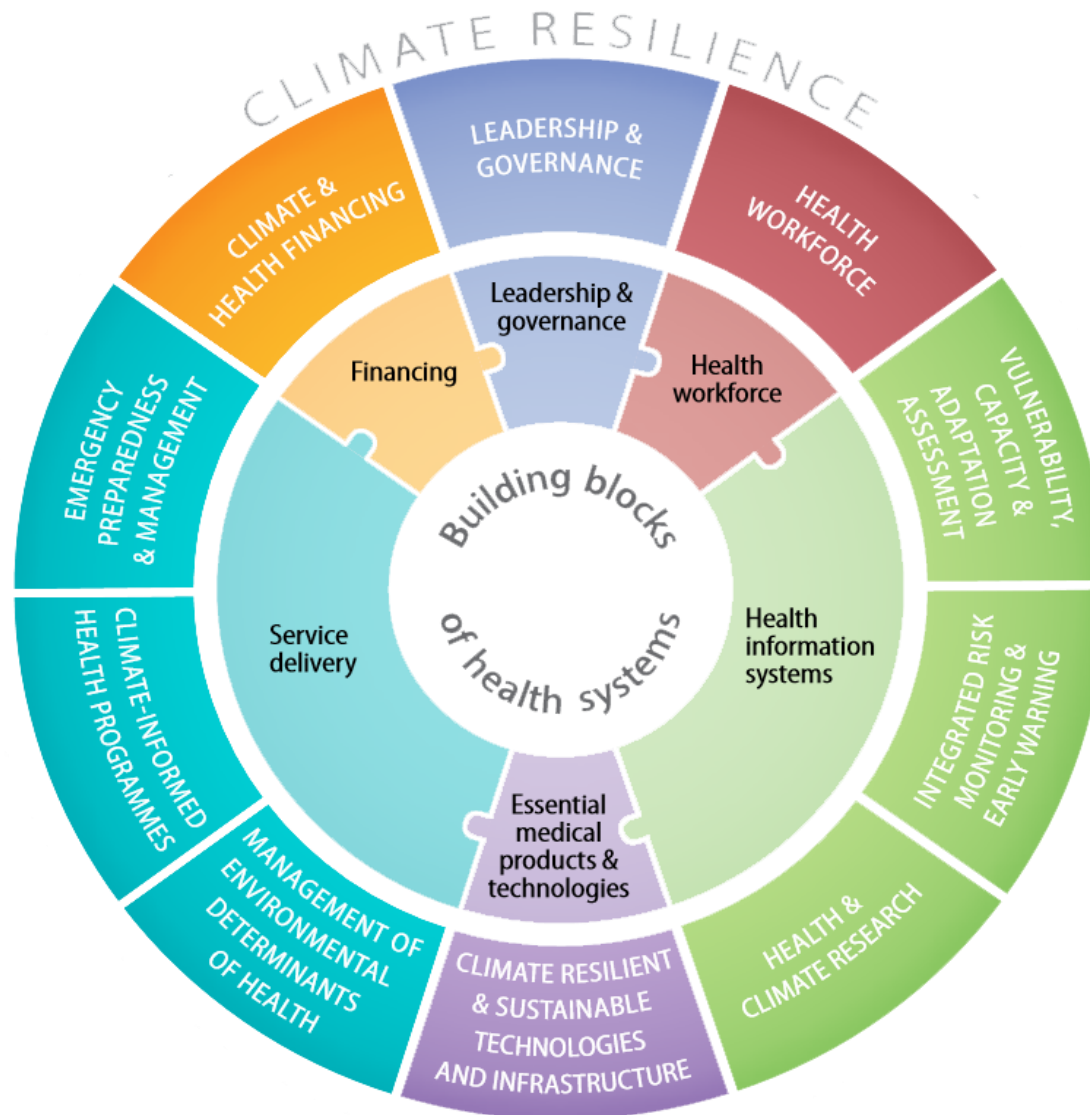 CLIMATE RESILIENCE
LEADERSHIP &
GOVERNANCE
HEALTH
WORKFORCE
VULNERABILITY,
CAPACITY &
ADAPTATION
ASSESSMENT
INTEGRATED RISK
MONITORING &
EARLY WARNING
HEALTH &
CLIMATE RESEARCH
CLIMATE RESILIENT
& SUSTAINABLE
TECHNOLOGIES
AND INFRASTRUCTURE
MANAGEMENT OF
ENVIRONMENTAL
DETERMINANTS
OF HEALTH
CLIMATE-INFORMED
HEALTH PROGRAMMES
EMERGENCY
PREPAREDNESS
& MANAGEMENT
CLIMATE &
HEALTH FINANCING
Leadership &
governance
Health
workforce
Health
information
systems
Essential
medical
products &
technologies
Service
delivery
Financing
Building blocks
of health systems